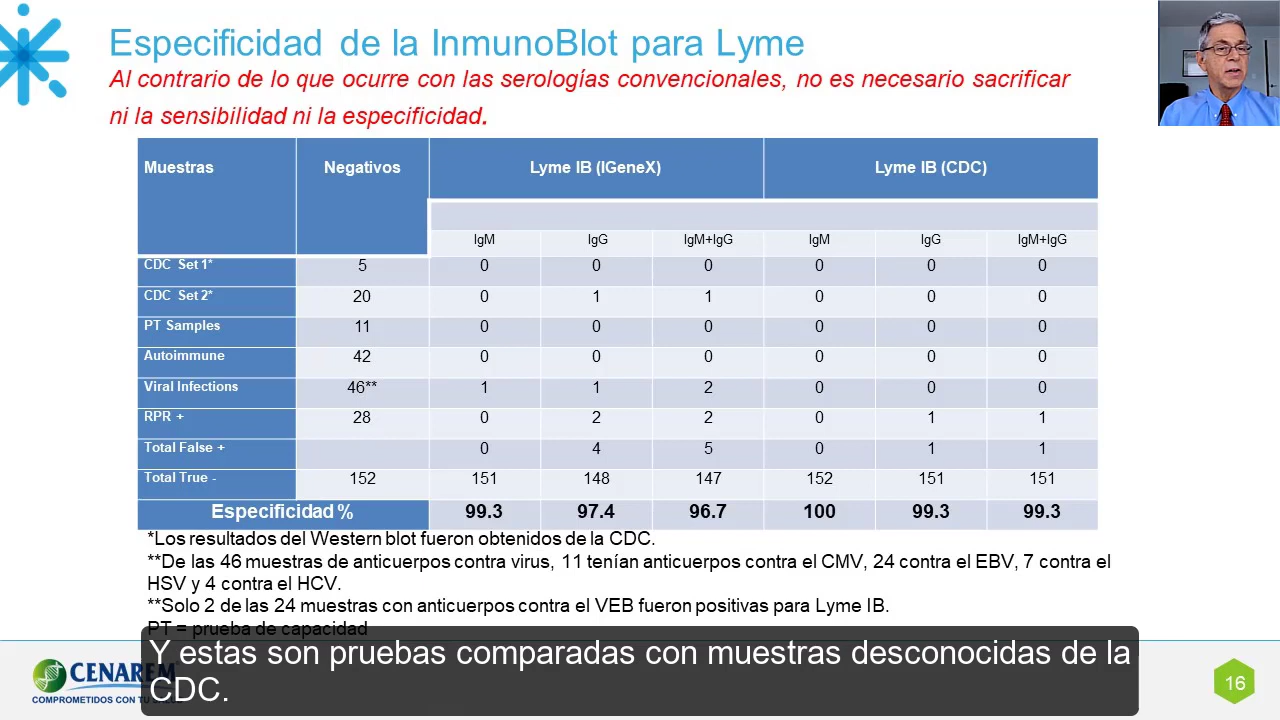 Especificidad de la InmunoBlot para Lyme
Al contrario de lo que ocurre con las serologías convencionales, no es necesario sacrificar
ni la sensibilidad ni la especificidad.
Muestras Negativos Lyme IB (IGeneX) Lyme IB (CDC)
IgM IgG IgM+IgG IgM IgG IgM+IgG
CDC Set 1* 5 0 0 0 0 0 0
CDC Set 2* 20 0 1 1 0 0 0
PT Samples 11 0 0 0 0 0 0
Autoimmune 42 0 0 0 0 0 0
Viral Infections 46** 1 1 2 0 0 0
RPR + 28 0 2 2 0 1 1
Total False + 0 4 5 0 1 1
Total True - 152 151 148 147 152 151 151
Especificidad % 99.3 97.4 96.7 100 99.3 99.3
*Los resultados del Western blot fueron obtenidos de la CDC.
**De las 46 muestras de anticuerpos contra virus, 11 tenían anticuerpos contra el CMV, 24 contra el EBV, 7 contra el
HSV y 4 contra el HCV.
**Solo 2 de las 24 muestras con anticuerpos contra el VEB fueron positivas para Lyme IB.
PT = prueba de capacidad
Y estas son pruebas comparadas con muestras desconocidas de la
CDC.
CENAREM
COMPROMETIDOS CON TU
16